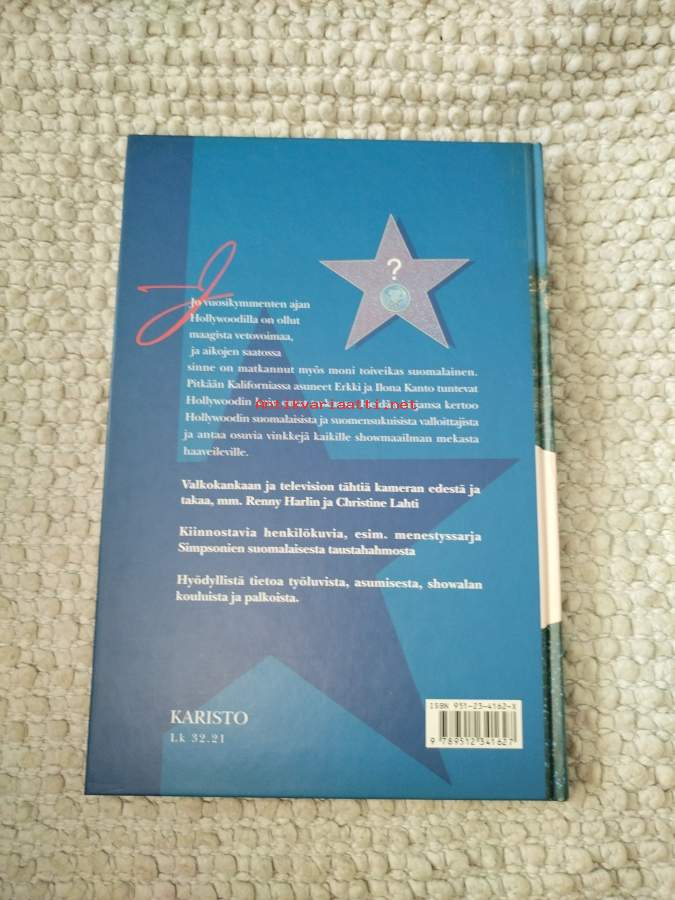 ?
Jo vuosikymmenten ajan
Hollywoodilla on ollut
maagista vetovoimaa,
ja aikojen saatossa
sinne on matkannut myös moni toiveikas suomalainen.
Pitkään Kaliforniassa asuneet Erkki ja Ilona Kanto tuntevat
Hollywoodin
Antikvariaatti.net
kertoo
Hollywoodin suomalaisista ja suomensukuisista valloittajista
ja antaa osuvia vinkkejä kaikille showmaailman mekasta
haaveileville.
Valkokankaan ja television tähtiä kameran edestä ja
takaa, mm. Renny Harlin ja Christine Lahti
Kiinnostavia henkilökuvia, esim. menestyssarja
Simpsonien suomalaisesta taustahahmosta
Hyödyllistä tietoa työluvista, asumisesta, showalan
kouluista ja palkoista.
KARISTO
Lk 32.21
ISBN 951-23-4162-X
9 789512 341627